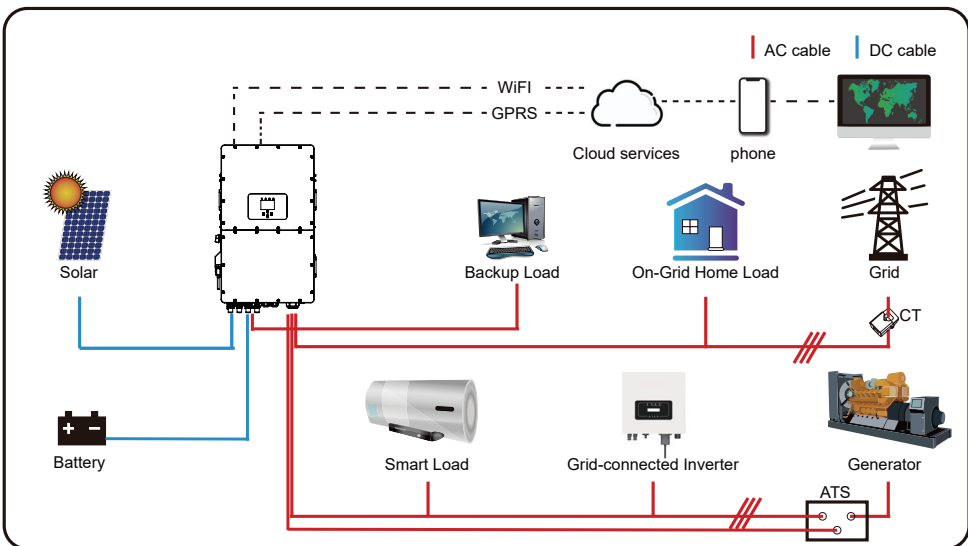 AC cable
DC cable
WiFI
GPRS
Cloud services
phone
Solar
Backup Load
On-Grid Home Load
Grid
CT
Battery
Smart Load
Grid-connected Inverter
Generator
ATS